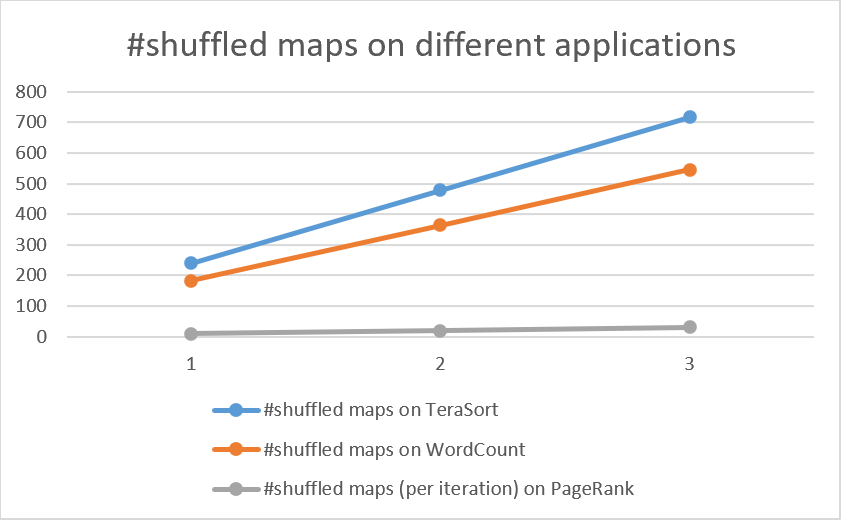 #shuffled maps on different applications
800
700
600
500
400
300
200
100
0
1 2 3
#shuffled maps on TeraSort
#shuffled maps on WordCount
#shuffled maps (per iteration) on PageRank